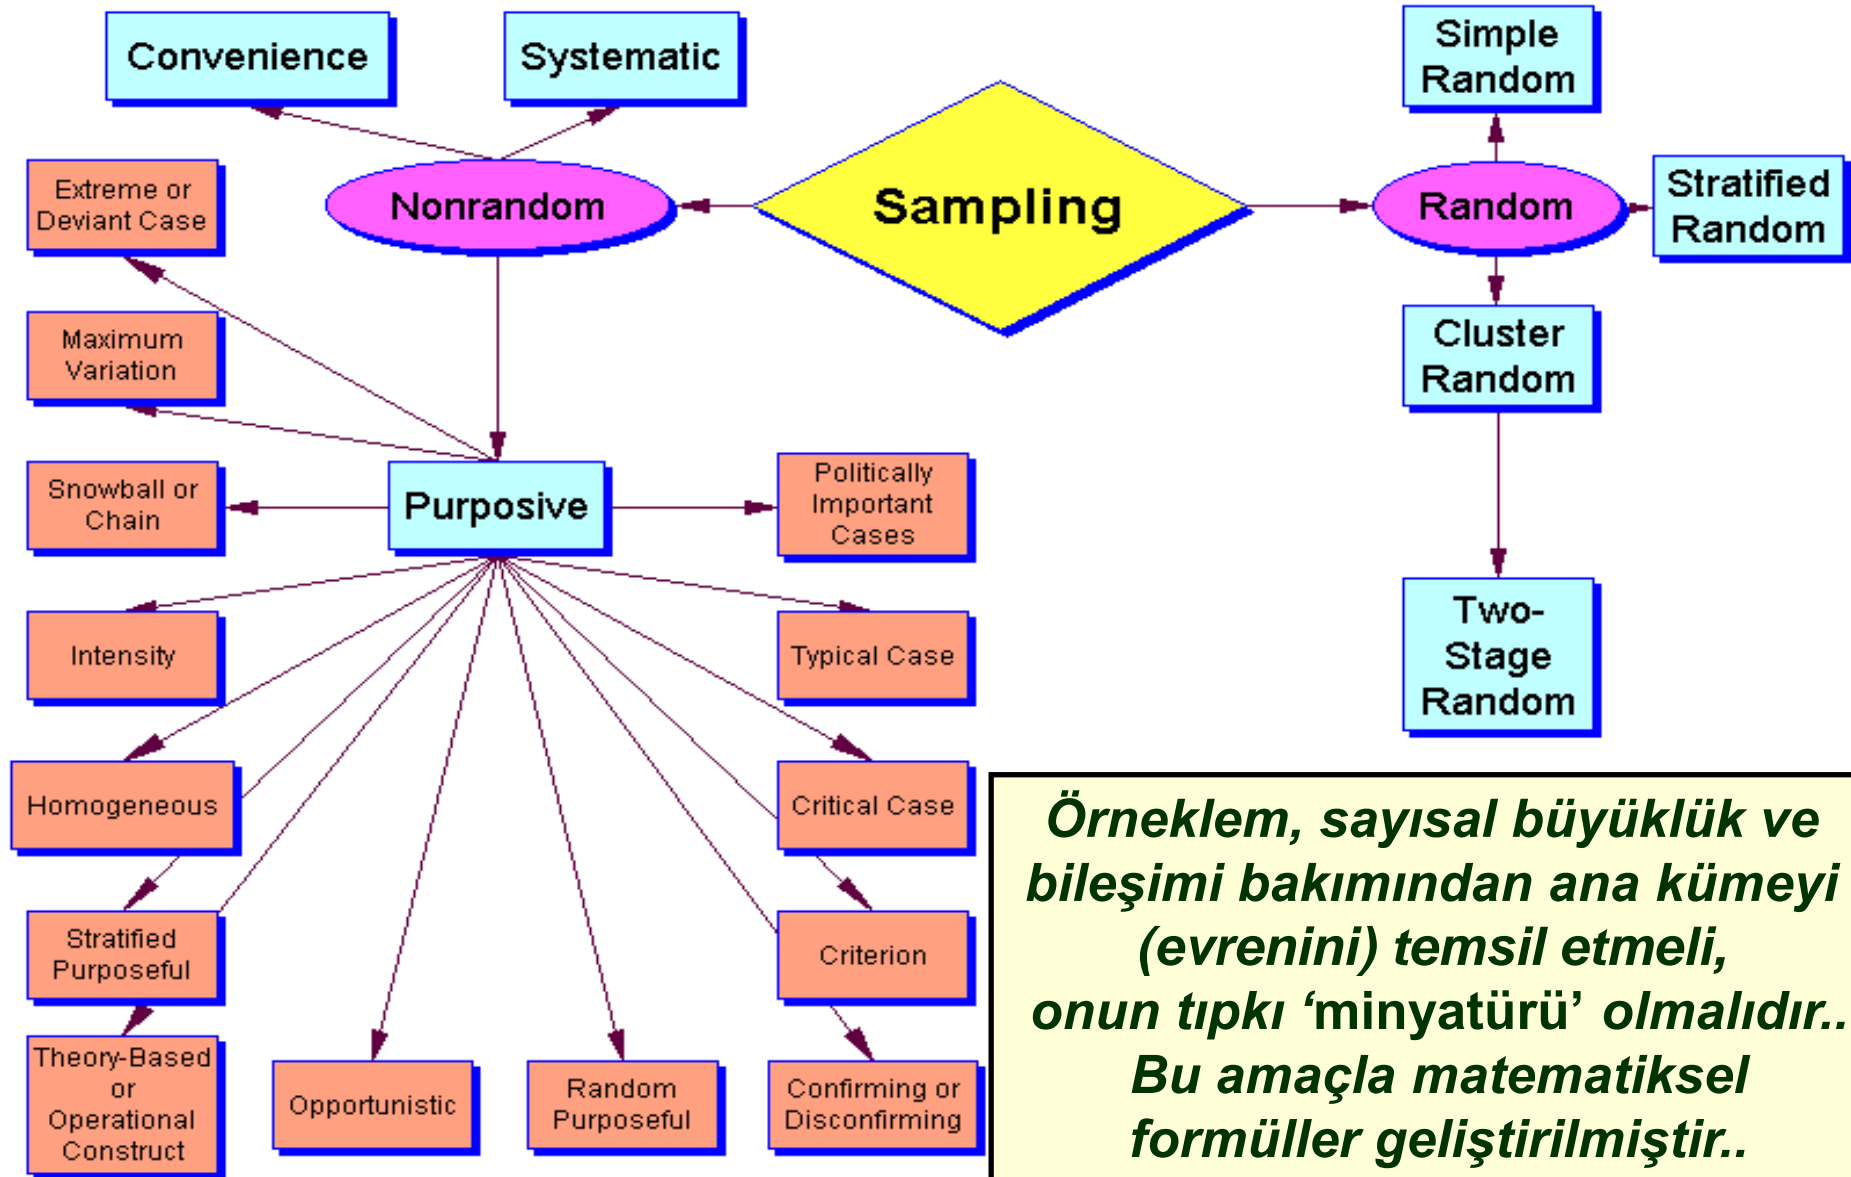 Convenience
Systematic
Simple
Random
Extreme or
Deviant Case
Nonrandom
Sampling
Random
Stratified
Random
Maximum
Variation
Cluster
Random
Snowball or
Chain
Purposive
Politically
Important
Cases
Intensity
Typical Case
Two-
Stage
Random
Homogeneous
Critical Case
Stratified
Purposeful
Criterion
Theory-Based
or
Operational
Construct
Opportunistic
Random
Purposeful
Confirming or
Disconfirming
Örneklem, sayısal büyüklük ve
bileşimi bakımından ana kümeyi
(evrenini) temsil etmeli,
onun tıpkı ‘minyatürü’ olmalıdır..
Bu amaçla matematiksel
formüller geliştirilmiştir..